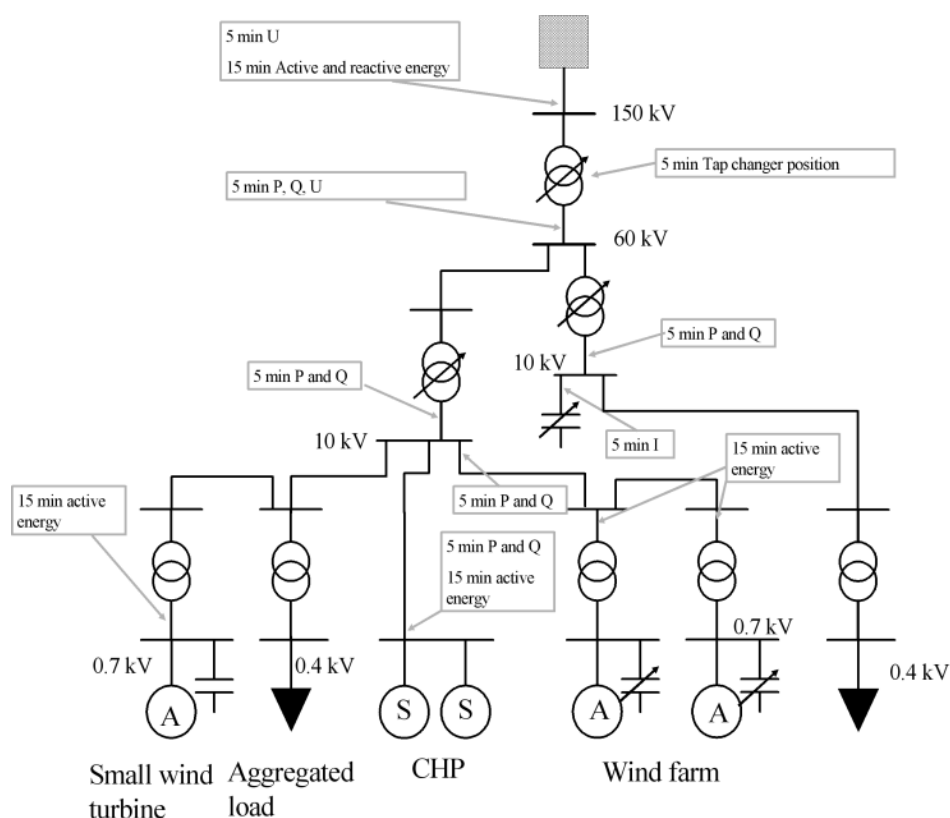 5 min U
15 min Active and reactive energy
150 kV
5 min Tap changer position
5 min P, Q, U
60 kV
5 min P and Q
10 kV
5 min P and Q
5 min I
10 kV
15 min active
energy
5 min P and Q
15 min active
energy
5 min P and Q
15 min active
energy
0.7 kV
0.7 kV
0.4 kV
0.4 kV
A
S
S
A
A
Small wind
turbine
Aggregated
load
CHP
Wind farm